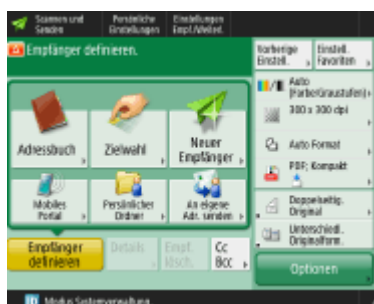 Scannen und
Senden
Persönliche
Einstellungen
Einstellungen
Empf./Weiterl.
Empfänger definieren.
Vorherige
Einstell.
Einstell.
Favoriten
Auto
(Farbe/Graustufen)
300 x 300 dpi
Auto Format
PDF; Kompakt
Doppelseitig.
Original
Unterschiedl.
Originalform.
Optionen
Adressbuch
Zielwahl
Neuer
Empfänger
Mobiles
Portal
Persönlicher
Ordner
An eigene
Adr. senden
Empfänger
definieren
Details
Empf.
lösch.
Cc
Bcc
ID Modus Systemverwaltung